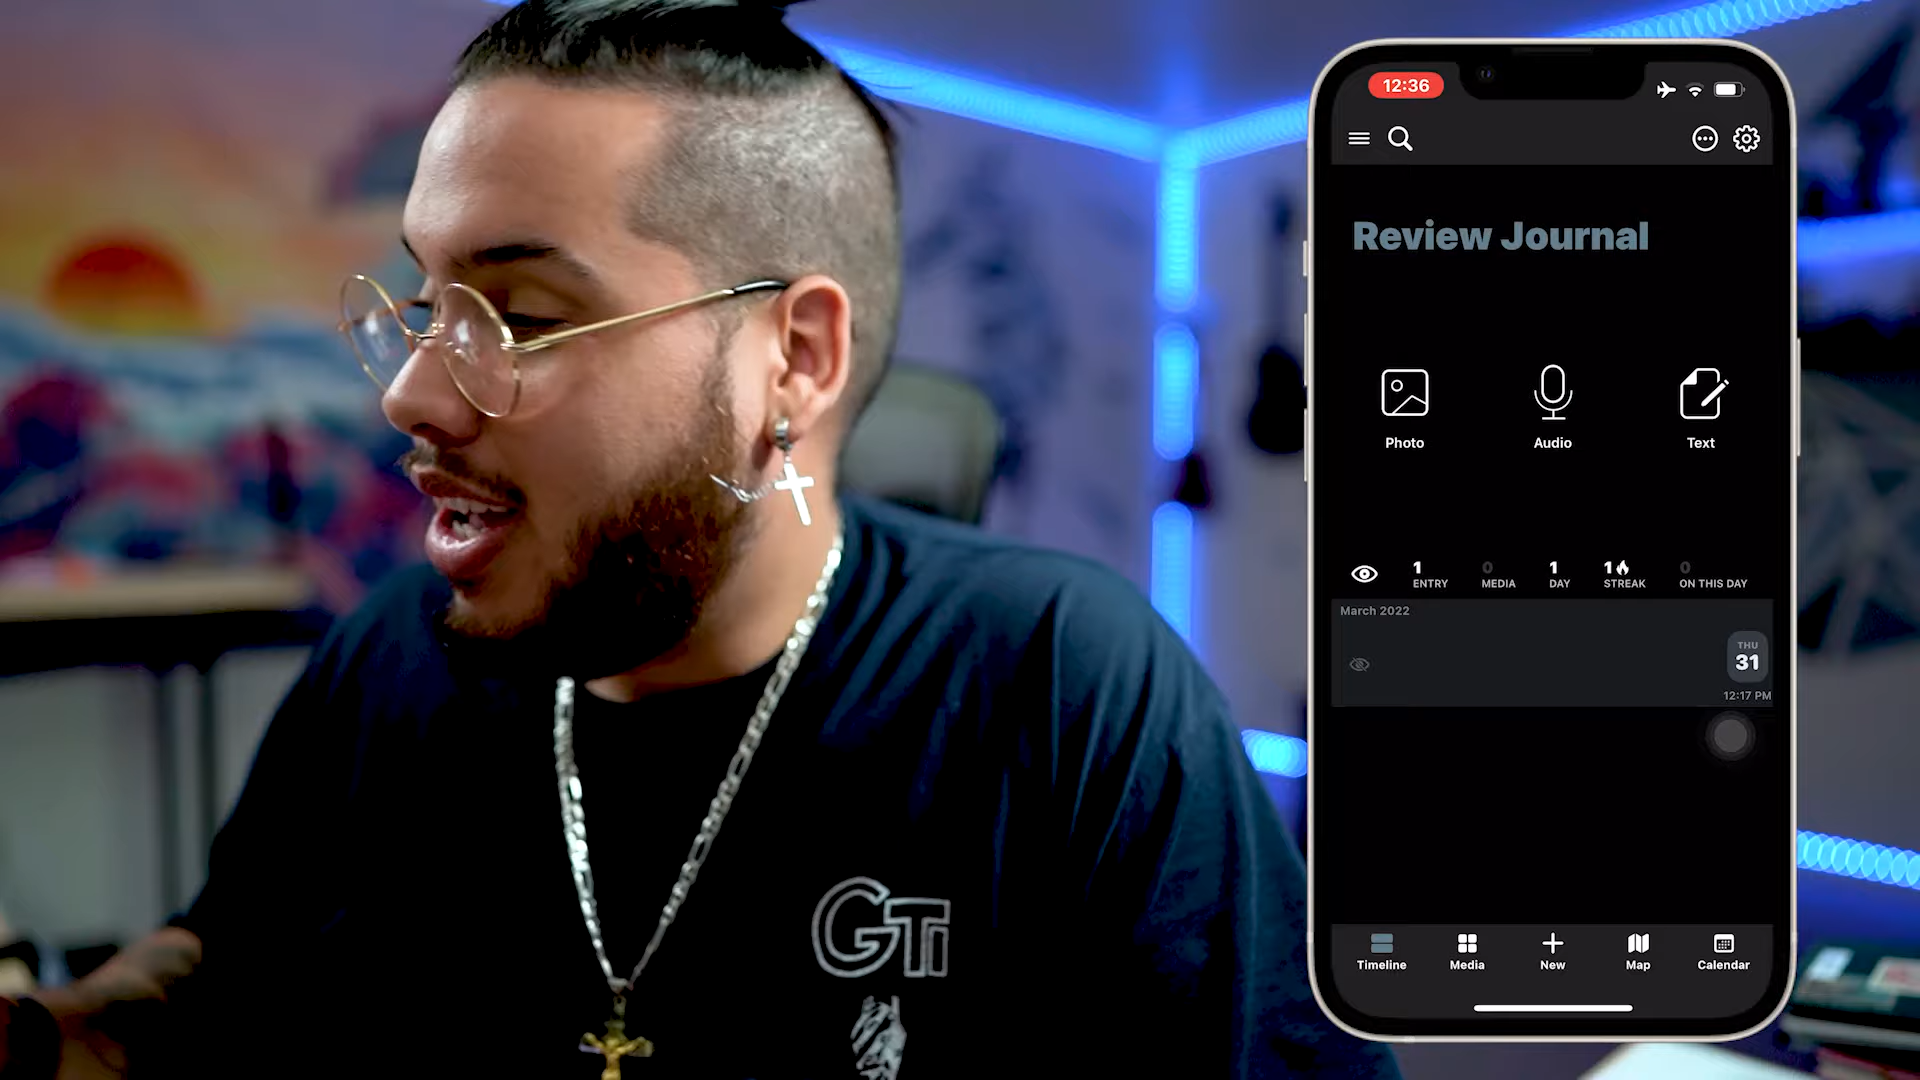 12:36
Review Journal
Photo
Audio
Text
1 0 1 1 0
ENTRY MEDIA DAY STREAK ON THIS DAY
March 2022
THU
31
12:17 PM
GTi
Timeline
Media
New
Map
Calendar